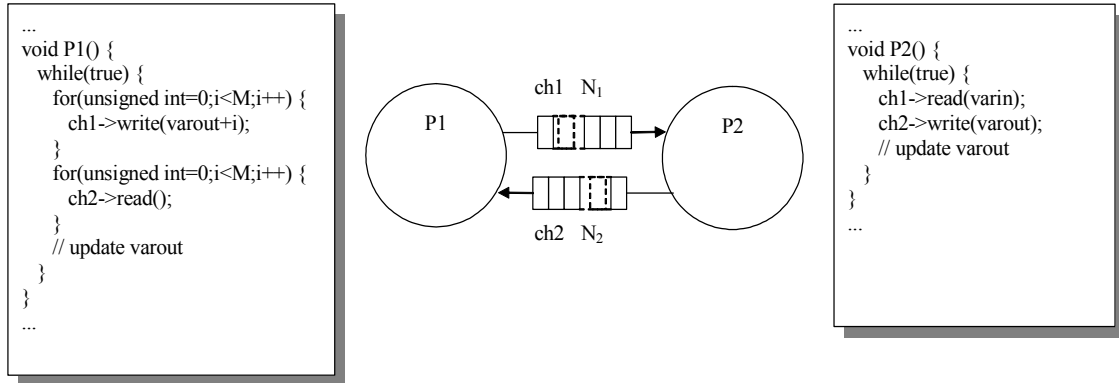 ...
void P1() {
while(true) {
for(unsigned int=0;i<M;i++) {
ch1->write(varout+i);
}
for(unsigned int=0;i<M;i++) {
ch2->read();
}
// update varout
}
}
...
ch1 N1
P1
P2
ch2 N2
...
void P2() {
while(true) {
ch1->read(varin);
ch2->write(varout);
// update varout
}
}
...